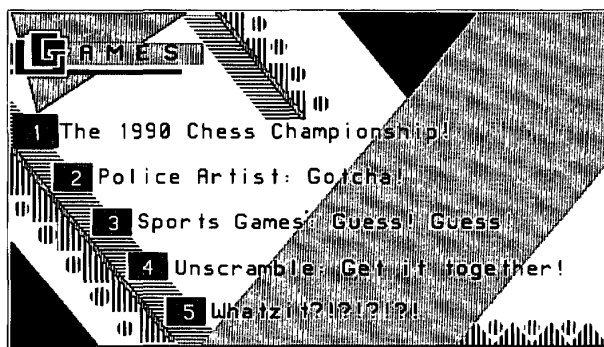 GAMES
1 The 1990 Chess Championship!
2 Police Artist: Gotcha!
3 Sports Games: Guess! Guess!
4 Unscramble: Get it together!
5 Whatzit?!?!?!?!